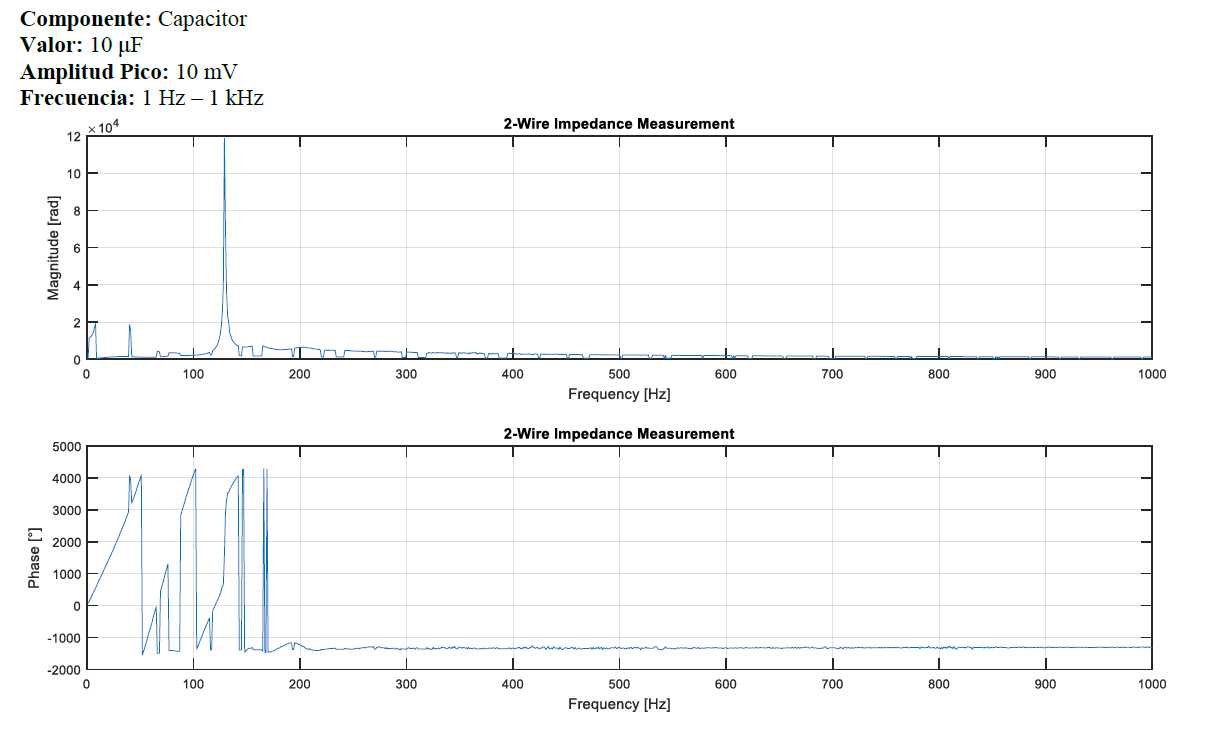 Componente: Capacitor
Valor: 10 µF
Amplitud Pico: 10 mV
Frecuencia: 1 Hz – 1 kHz
2-Wire Impedance Measurement
×10⁴
12
10
8
6
4
2
0
Magnitude [rad]
0 100 200 300 400 500 600 700 800 900 1000
Frequency [Hz]
2-Wire Impedance Measurement
5000
4000
3000
2000
1000
0
-1000
-2000
Phase [°]
0 100 200 300 400 500 600 700 800 900 1000
Frequency [Hz]